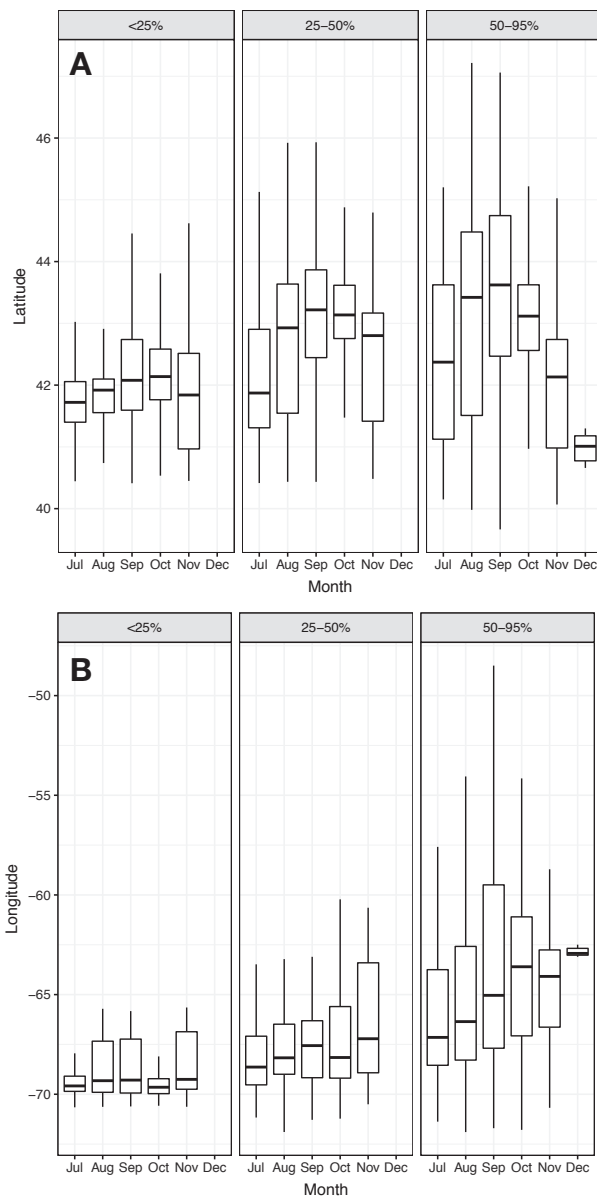 <25% 25–50% 50–95%
A
46
44
42
40
Latitude
Jul Aug Sep Oct Nov Dec Jul Aug Sep Oct Nov Dec Jul Aug Sep Oct Nov Dec
Month
<25% 25–50% 50–95%
B
−50
−55
−60
−65
−70
Longitude
Jul Aug Sep Oct Nov Dec Jul Aug Sep Oct Nov Dec Jul Aug Sep Oct Nov Dec
Month